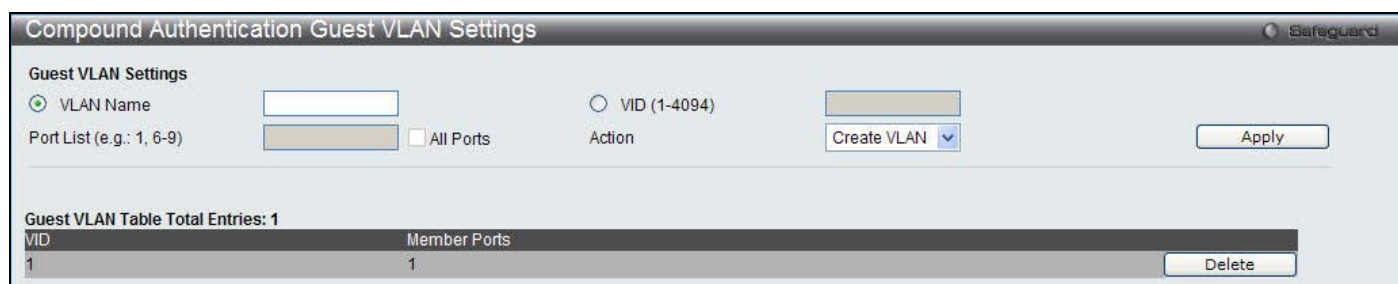 Compound Authentication Guest VLAN Settings Safeguard
Guest VLAN Settings
VLAN Name VID (1-4094)
Port List (e.g.: 1, 6-9) All Ports Action Create VLAN Apply
Guest VLAN Table Total Entries: 1
VID Member Ports
1 1 Delete